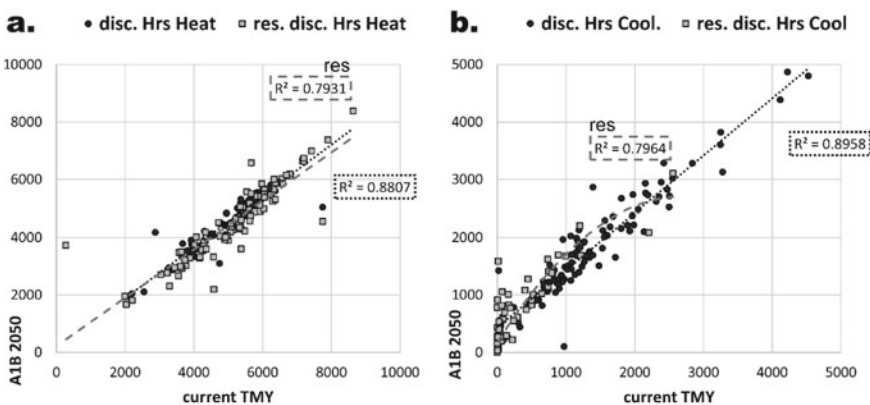 a.
disc. Hrs Heat res. disc. Hrs Heat
10000
8000
6000
4000
2000
0
res
R² = 0.7931
R² = 0.8807
A1B 2050
0 2000 4000 6000 8000 10000
current TMY
b.
disc. Hrs Cool. res disc. Hrs Cool
5000
4000
3000
2000
1000
0
res
R² = 0.7964
R² = 0.8958
A1B 2050
0 1000 2000 3000 4000 5000
current TMY